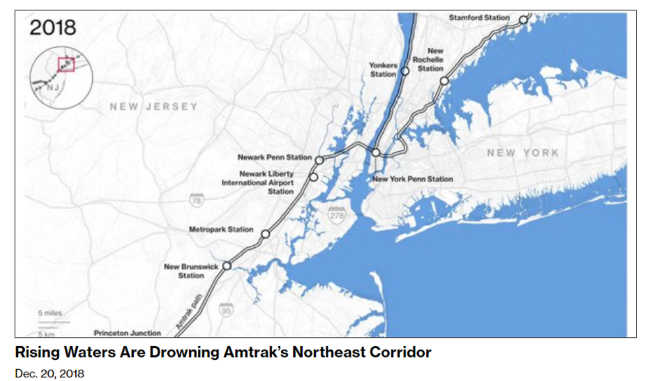 2018
NJ
NEW JERSEY
Stamford Station
New
Rochelle
Station
Yonkers
Station
NEW YORK
Newark Penn Station
Newark Liberty
International Airport
Station
New York Penn Station
78
278
Metropark Station
New Brunswick
Station
95
Amtrak path
5 miles
5 km
Princeton Junction
Rising Waters Are Drowning Amtrak's Northeast Corridor
Dec. 20, 2018